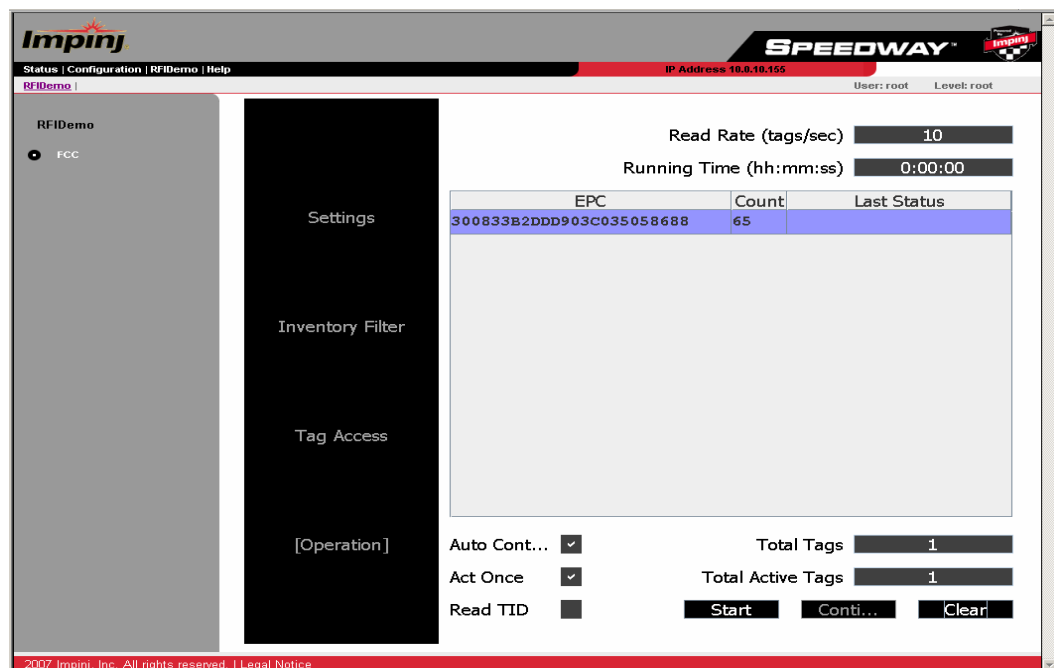 Impinj
SPEEDWAY™
Impinj
Status | Configuration | RFIDemo | Help
IP Address 10.0.10.155
RFIDemo |
User: root Level: root
RFIDemo
FCC
Settings
Inventory Filter
Tag Access
[Operation]
Read Rate (tags/sec) 10
Running Time (hh:mm:ss) 0:00:00
EPC Count Last Status
300833B2DDD903C035058688 65
Auto Cont...
Total Tags 1
Act Once
Total Active Tags 1
Read TID
Start Conti... Clear
2007 Impinj, Inc. All rights reserved. | Legal Notice